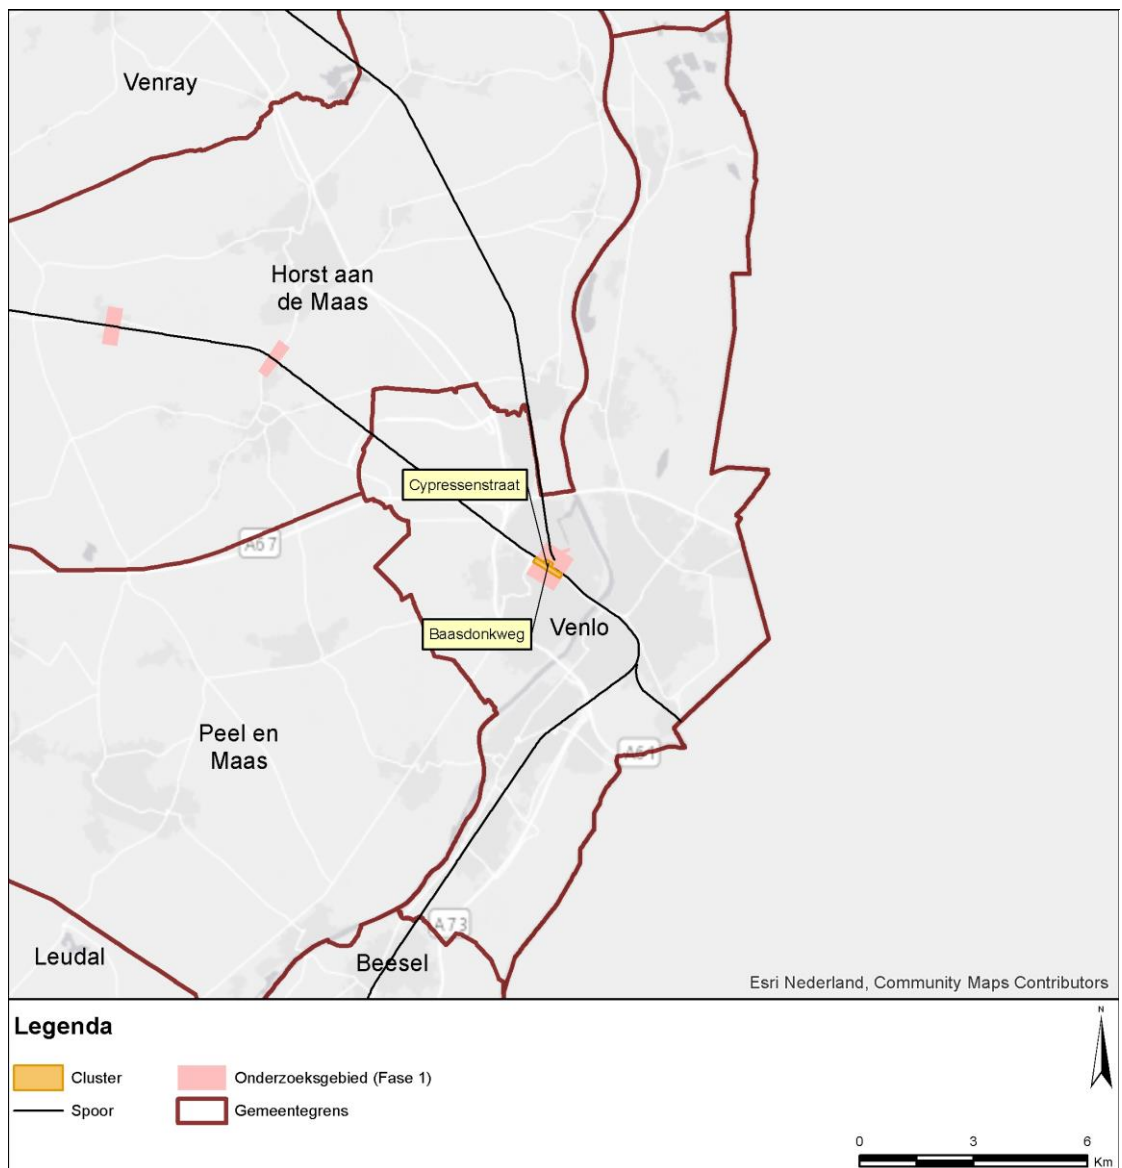 Venray
Horst aan
de Maas
Cypressenstraat
A67
Baasdonkweg
Venlo
Peel en
Maas
A61
A73
Leudal
Beesel
Esri Nederland, Community Maps Contributors
Legenda
N
Cluster
Onderzoeksgebied (Fase 1)
Spoor
Gemeentegrens
0 3 6
Km